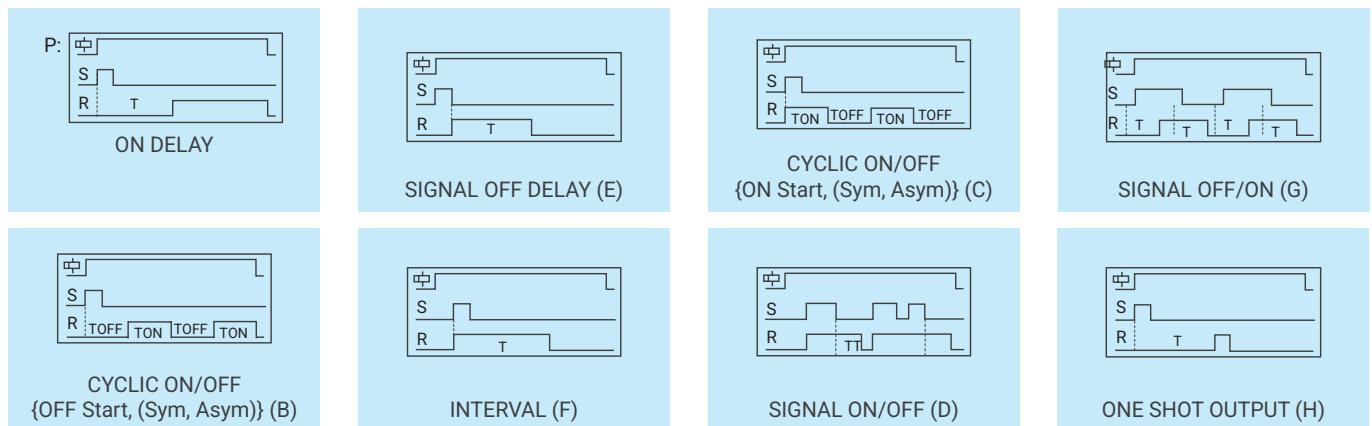 P:
S
R T
ON DELAY
S
R T
SIGNAL OFF DELAY (E)
S
R TON TOFF TON TOFF
CYCLIC ON/OFF
{ON Start, (Sym, Asym)} (C)
S
R T T T T
SIGNAL OFF/ON (G)
S
R TOFF TON TOFF TON
CYCLIC ON/OFF
{OFF Start, (Sym, Asym)} (B)
S
R T
INTERVAL (F)
S
R TT
SIGNAL ON/OFF (D)
S
R T
ONE SHOT OUTPUT (H)